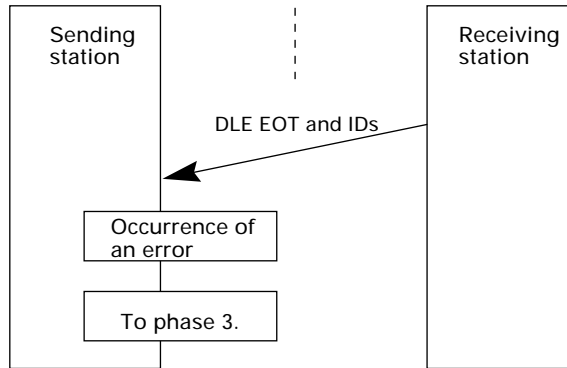 Sending
station
Receiving
station
DLE EOT and IDs
Occurrence of
an error
To phase 3.